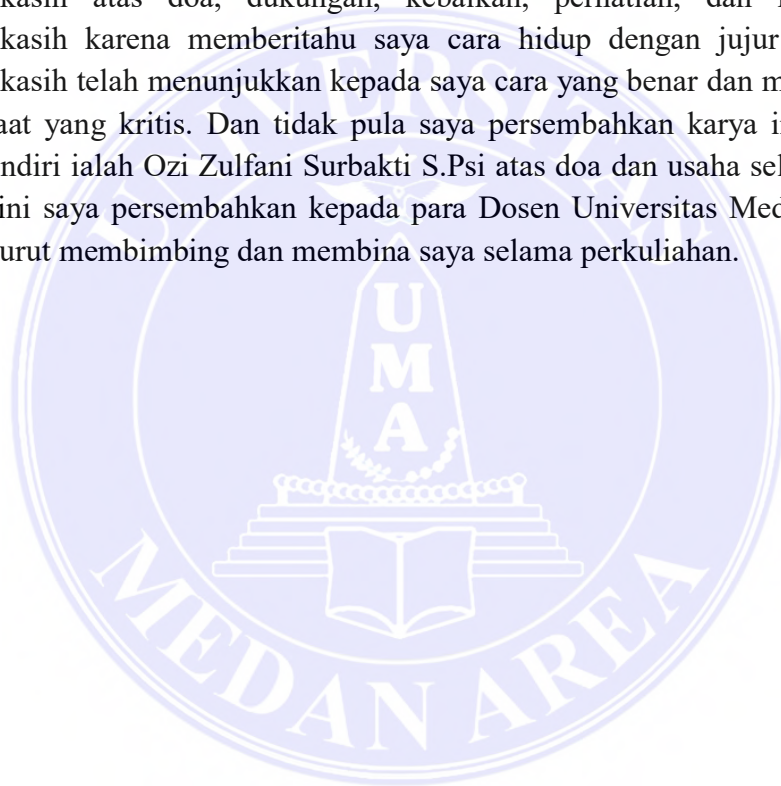 kasih atas doa, dukungan, kebaikan, perhatian, dan
kasih karena memberitahu saya cara hidup dengan jujur
kasih telah menunjukkan kepada saya cara yang benar dan
aat yang kritis. Dan tidak pula saya persembahkan karya
ndiri ialah Ozi Zulfani Surbakti S.Psi atas doa dan usaha
ini saya persembahkan kepada para Dosen Universitas Med
urut membimbing dan membina saya selama perkuliahan.
UNIVERSITAS
U
M
A
MEDAN AREA